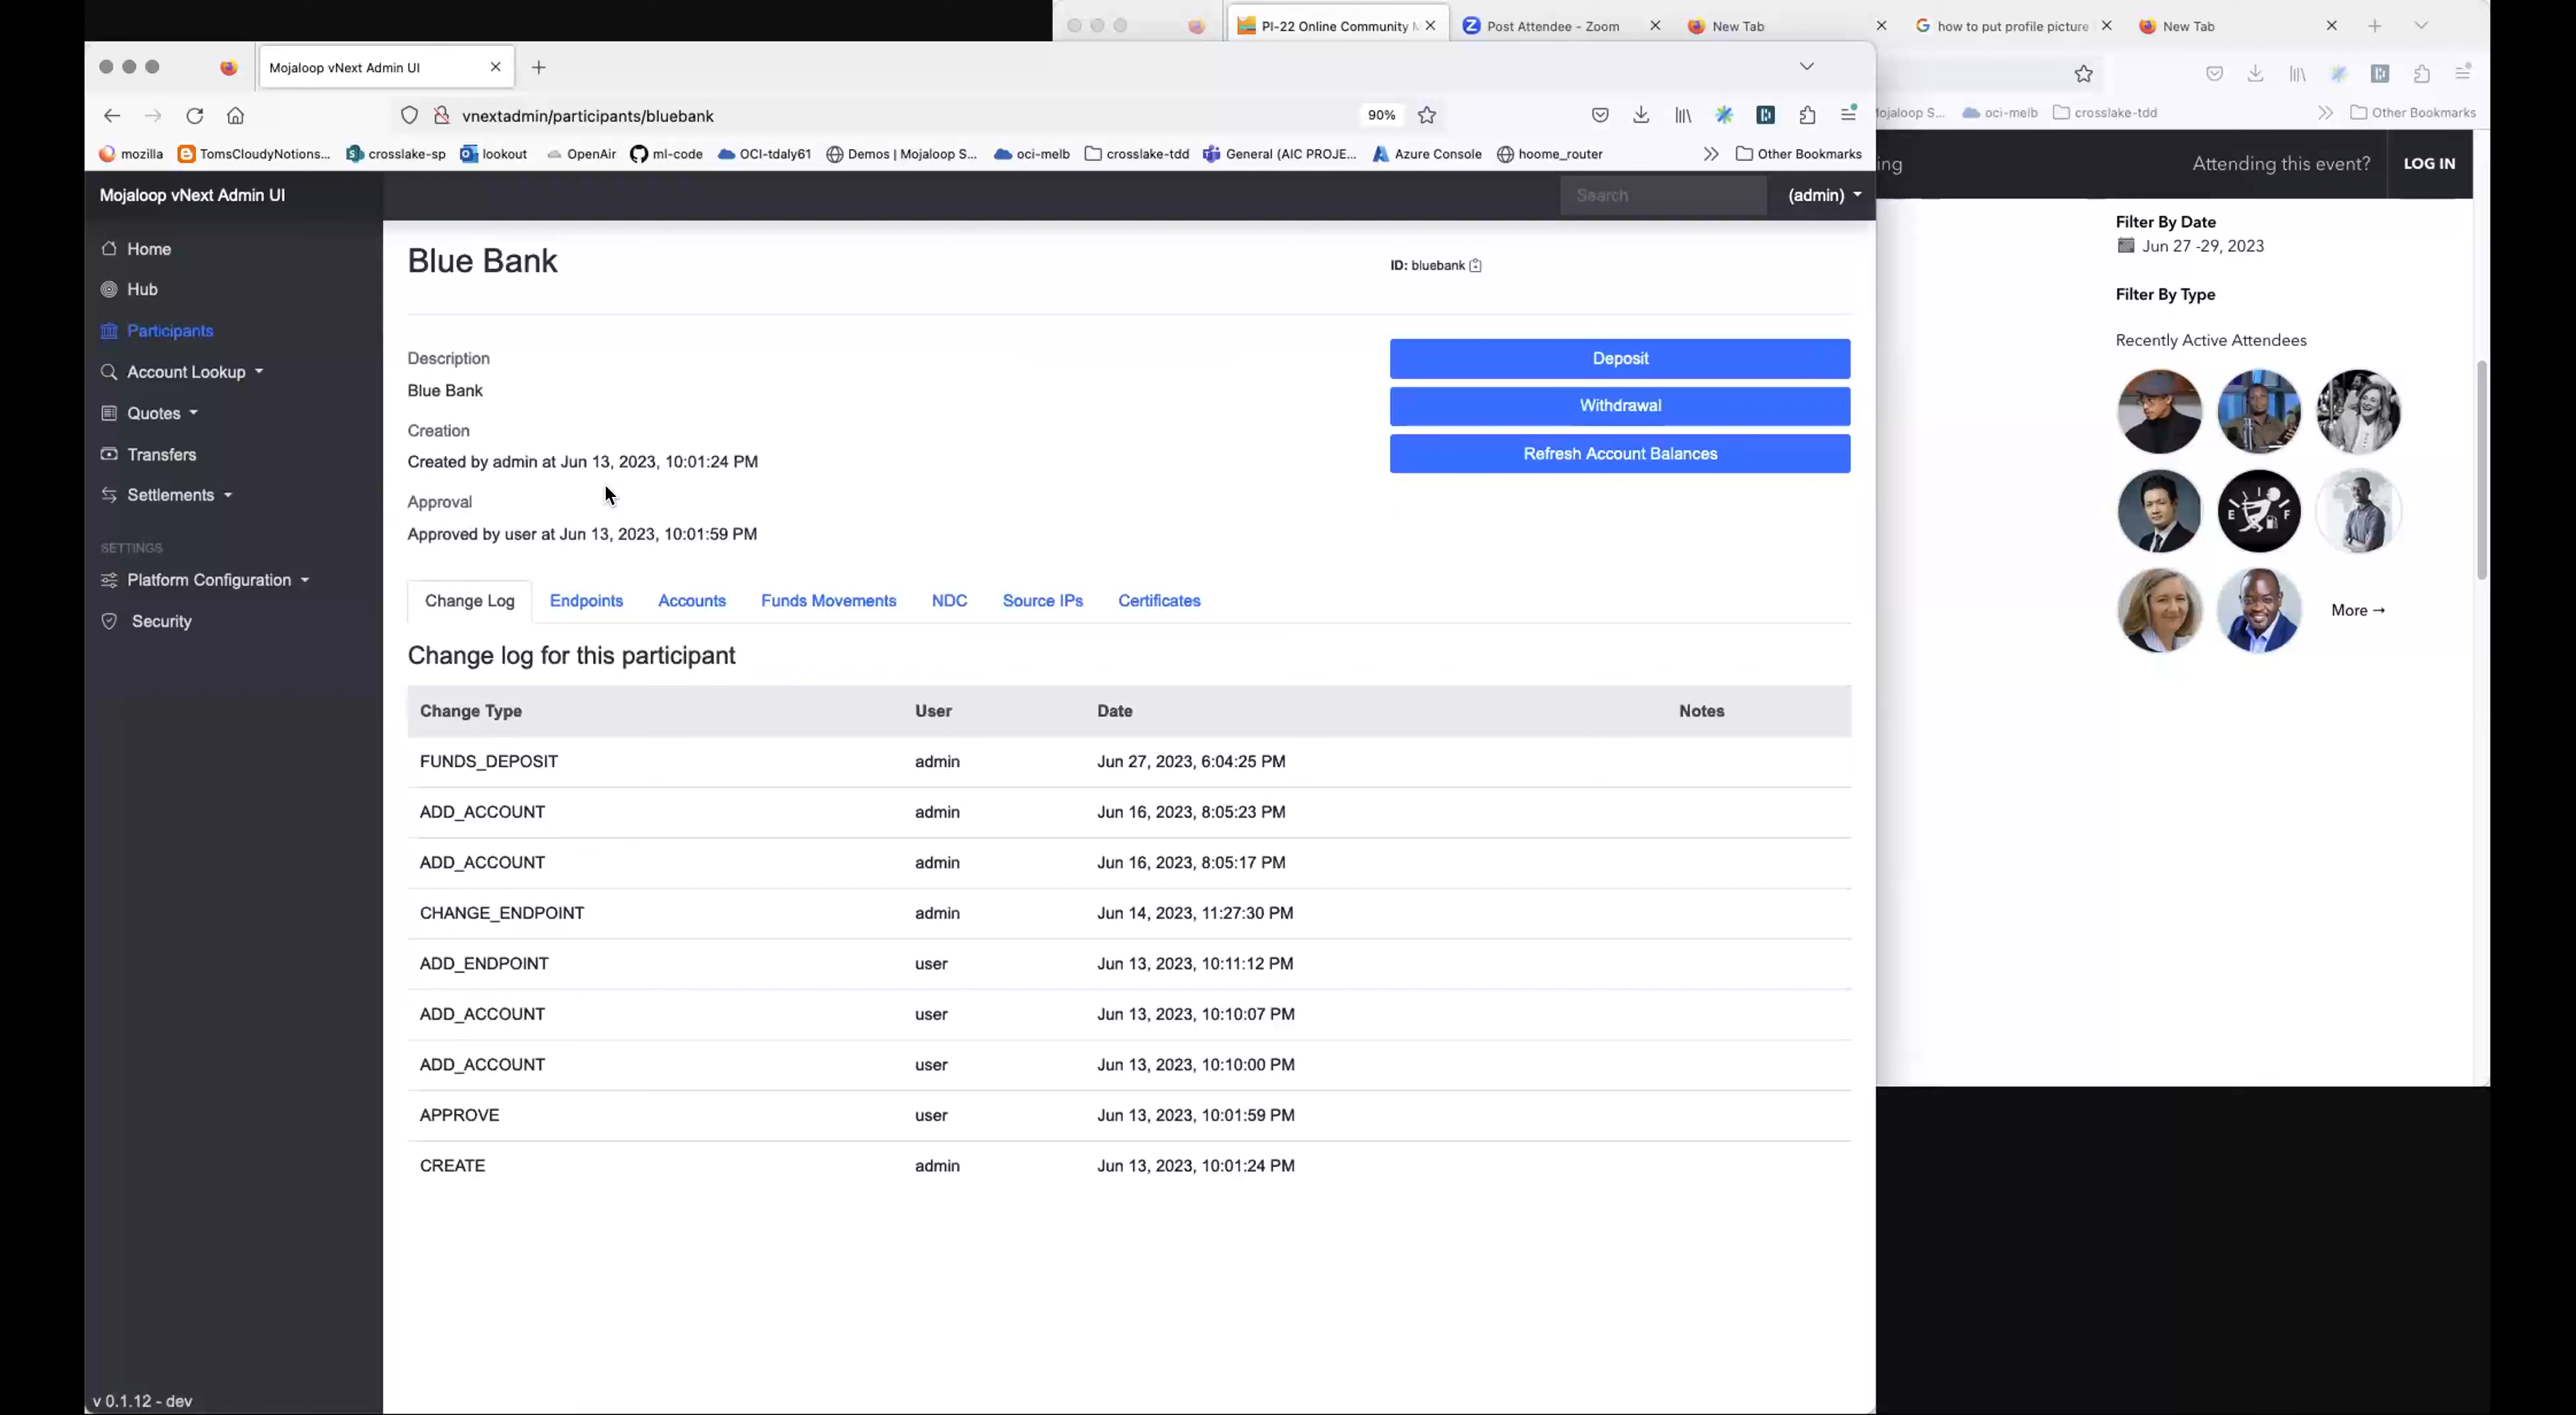 PI-22 Online Community M
Post Attendee - Zoom
New Tab
how to put profile picture
New Tab
Mojaloop vNext Admin UI
vnextadmin/participants/bluebank
90%
mozilla
TomsCloudyNotions...
crosslake-sp
lookout
OpenAir
ml-code
OCI-tdaly61
Demos | Mojaloop S...
oci-melb
crosslake-tdd
General (AIC PROJE...
Azure Console
hoome_router
Other Bookmarks
Mojaloop S...
oci-melb
crosslake-tdd
Other Bookmarks
Mojaloop vNext Admin UI
Search
(admin)
Home
Hub
Participants
Account Lookup
Quotes
Transfers
Settlements
SETTINGS
Platform Configuration
Security
v 0.1.12 - dev
Blue Bank
ID: bluebank
Description
Blue Bank
Creation
Created by admin at Jun 13, 2023, 10:01:24 PM
Approval
Approved by user at Jun 13, 2023, 10:01:59 PM
Deposit
Withdrawal
Refresh Account Balances
Change Log Endpoints Accounts Funds Movements NDC Source IPs Certificates
Change log for this participant
Change Type User Date Notes
FUNDS_DEPOSIT admin Jun 27, 2023, 6:04:25 PM
ADD_ACCOUNT admin Jun 16, 2023, 8:05:23 PM
ADD_ACCOUNT admin Jun 16, 2023, 8:05:17 PM
CHANGE_ENDPOINT admin Jun 14, 2023, 11:27:30 PM
ADD_ENDPOINT user Jun 13, 2023, 10:11:12 PM
ADD_ACCOUNT user Jun 13, 2023, 10:10:07 PM
ADD_ACCOUNT user Jun 13, 2023, 10:10:00 PM
APPROVE user Jun 13, 2023, 10:01:59 PM
CREATE admin Jun 13, 2023, 10:01:24 PM
ing
Attending this event?
LOG IN
Filter By Date
Jun 27 -29, 2023
Filter By Type
Recently Active Attendees
E F
More →